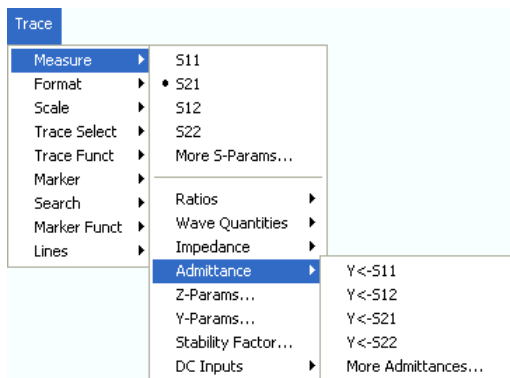 Trace
Measure
Format
Scale
Trace Select
Trace Funct
Marker
Search
Marker Funct
Lines
S11
S21
S12
S22
More S-Params...
Ratios
Wave Quantities
Impedance
Admittance
Z-Params...
Y-Params...
Stability Factor...
DC Inputs
Y<-S11
Y<-S12
Y<-S21
Y<-S22
More Admittances...